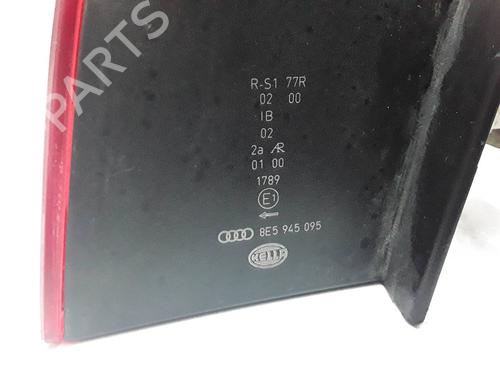 PARTS
R-S1 77R
02 00
IB
02
2a AR
01 00
1789
E1
8E5 945 095
HELLA